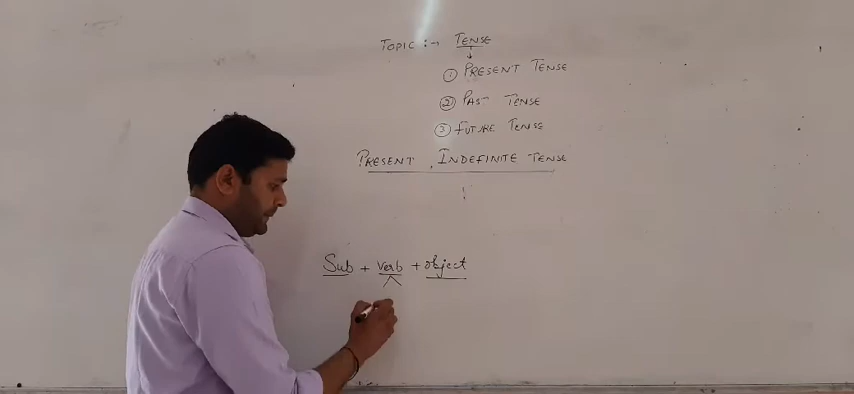 TOPIC :- TENSE
① PRESENT TENSE
② PAST TENSE
③ FUTURE TENSE
PRESENT INDEFINITE TENSE
Sub + verb + object